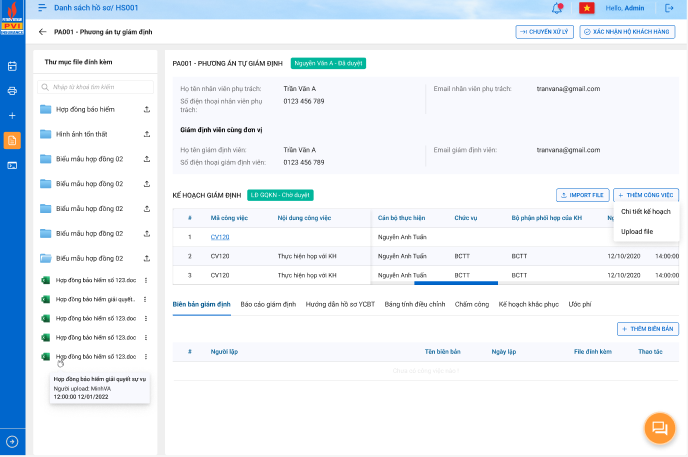 PETROVIETNAM
PVI
INSURANCE
Danh sách hồ sơ/ HS001
Hello, Admin
PA001 - Phương án tự giám định
CHUYỂN XỬ LÝ
XÁC NHẬN HỘ KHÁCH HÀNG
Thư mục file đính kèm
Nhập từ khoá tìm kiếm
Hợp đồng bảo hiểm
Hình ảnh tổn thất
Biểu mẫu hợp đồng 02
Biểu mẫu hợp đồng 02
Biểu mẫu hợp đồng 02
Biểu mẫu hợp đồng 02
Biểu mẫu hợp đồng 02
Hợp đồng bảo hiểm số 123.doc
Hợp đồng bảo hiểm giải quyết..
Hợp đồng bảo hiểm số 123.doc
Hợp đồng bảo hiểm số 123.doc
Hợp đồng bảo hiểm số 123.doc
Hợp đồng bảo hiểm giải quyết sự vụ
Người upload: MinhVA
12:00:00 12/01/2022
PA001 - PHƯƠNG ÁN TỰ GIÁM ĐỊNH
Nguyễn Văn A - Đã duyệt
Họ tên nhân viên phụ trách:
Trần Văn A
Email nhân viên phụ trách:
tranvana@gmail.com
Số điện thoại nhân viên phụ trách:
0123 456 789
Giám định viên cùng đơn vị
Họ tên giám định viên:
Trần Văn A
Email giám định viên:
tranvana@gmail.com
Số điện thoại giám định viên:
0123 456 789
KẾ HOẠCH GIÁM ĐỊNH
LĐ GQKN - Chờ duyệt
IMPORT FILE
+ THÊM CÔNG VIỆC
Chi tiết kế hoạch
Upload file
# Mã công việc Nội dung công việc Cán bộ thực hiện Chức vụ Bộ phận phối hợp của KH
1 CV120 Nguyễn Anh Tuấn
2 CV120 Thực hiện họp với KH Nguyễn Anh Tuấn BCTT BCTT 12/10/2020 14:00:00
3 CV120 Thực hiện họp với KH Nguyễn Anh Tuấn BCTT BCTT 12/10/2020 14:00:00
Biên bản giám định Báo cáo giám định Hướng dẫn hồ sơ YCBT Bảng tính điều chỉnh Chấm công Kế hoạch khắc phục Ước phí
+ THÊM BIÊN BẢN
# Người lập Tên biên bản Ngày lập File đính kèm Thao tác